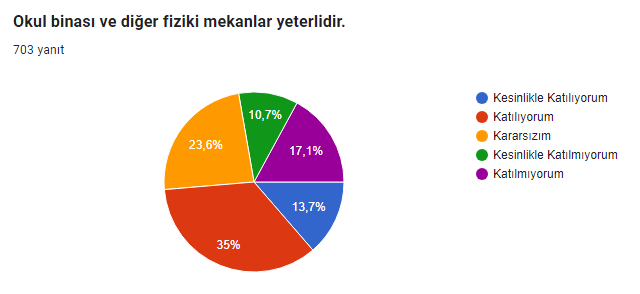 Okul binası ve diğer fiziki mekanlar yeterlidir.
703 yanıt
Kesinlikle Katılıyorum
Katılıyorum
Kararsızım
Kesinlikle Katılmıyorum
Katılmıyorum
10,7%
23,6%
17,1%
13,7%
35%